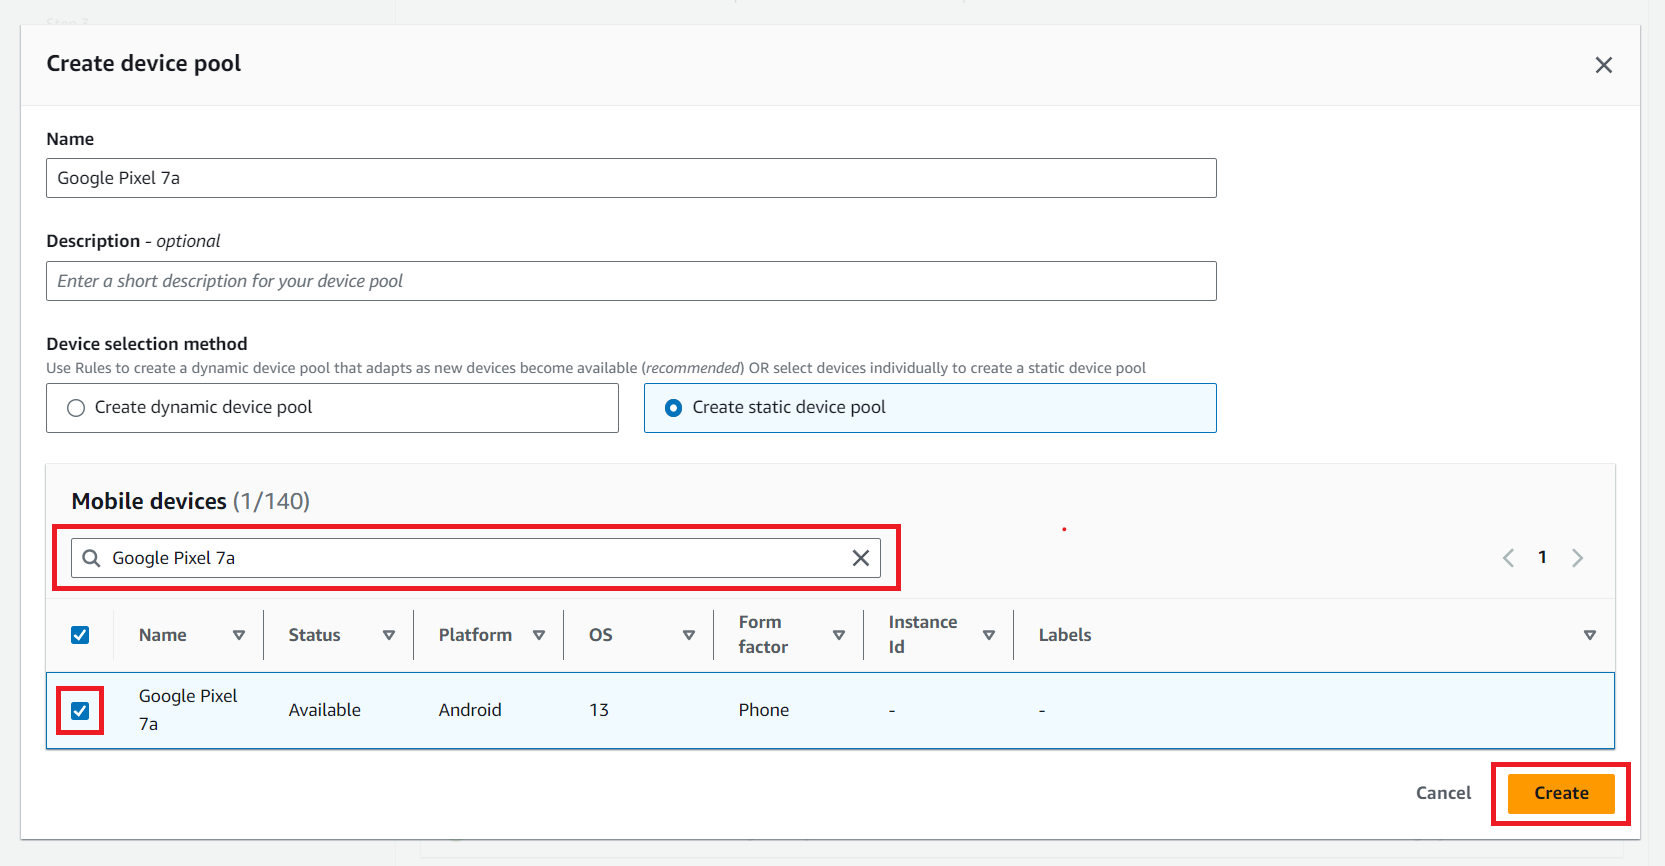 Step 3
Create device pool
Name
Google Pixel 7a
Description - optional
Enter a short description for your device pool
Device selection method
Use Rules to create a dynamic device pool that adapts as new devices become available (recommended) OR select devices individually to create a static device pool
Create dynamic device pool
Create static device pool
Mobile devices (1/140)
Google Pixel 7a
1
Name Status Platform OS Form factor Instance Id Labels
Google Pixel 7a Available Android 13 Phone - -
Cancel Create